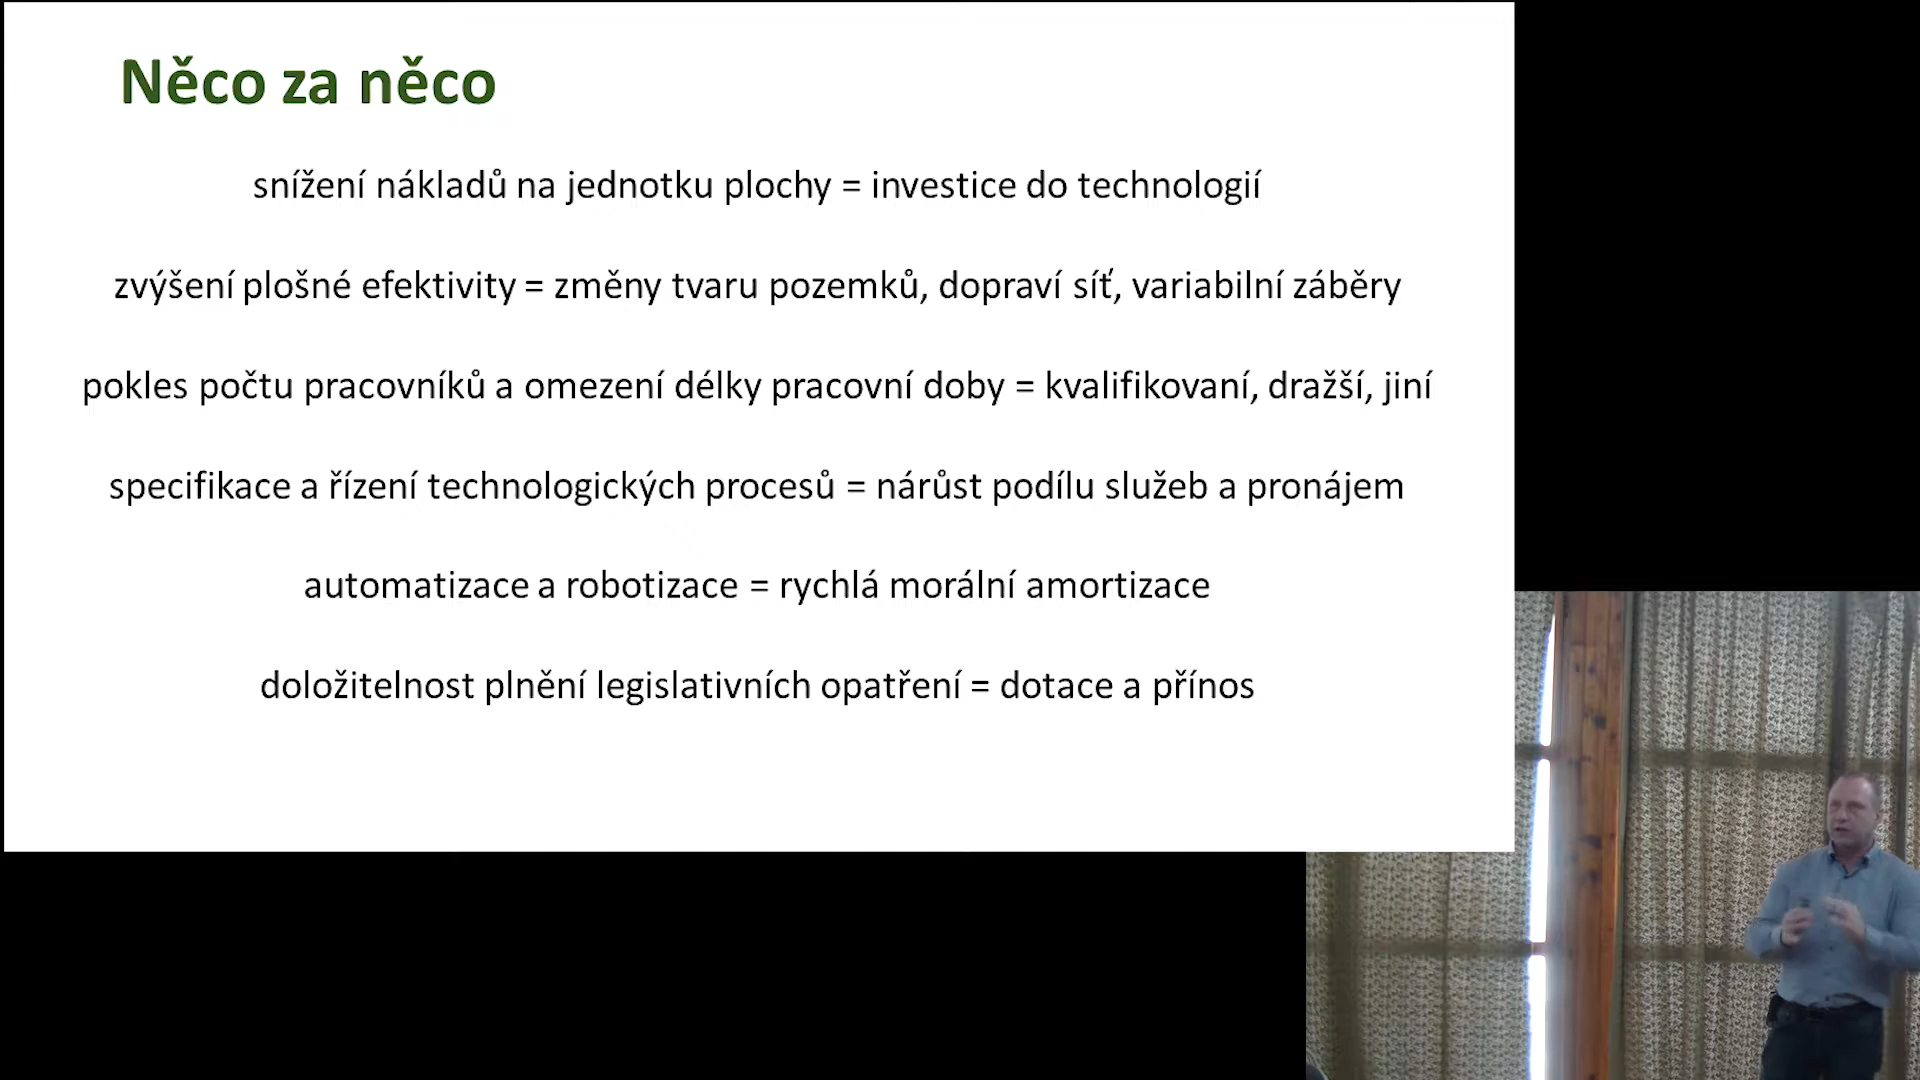 Něco za něco
snížení nákladů na jednotku plochy = investice do technologií
zvýšení plošné efektivity = změny tvaru pozemků, dopraví síť, variabilní záběry
pokles počtu pracovníků a omezení délky pracovní doby = kvalifikovaní, dražší, jiní
specifikace a řízení technologických procesů = nárůst podílu služeb a pronájem
automatizace a robotizace = rychlá morální amortizace
doložitelnost plnění legislativních opatření = dotace a přínos